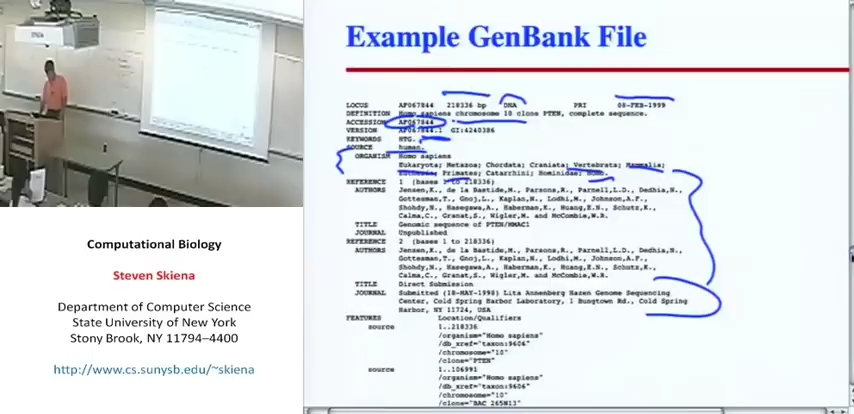 Example GenBank File
LOCUS AF067844 218336 bp DNA PRI 08-FEB-1999
DEFINITION Homo sapiens chromosome 10 clone PTEN, complete sequence.
ACCESSION AF067844
VERSION AF067844.1 GI:4240386
KEYWORDS HTG.
SOURCE human.
ORGANISM Homo sapiens
Eukaryota; Metazoa; Chordata; Craniata; Vertebrata; Mammalia;
Eutheria; Primates; Catarrhini; Hominidae; Homo.
REFERENCE 1 (bases 1 to 218336)
AUTHORS Jensen,K., de la Bastide,M., Parsons,R., Parnell,L.D., Dedhia,N.,
Gottesman,T., Gnoj,L., Kaplan,N., Lodhi,M., Johnson,A.F.,
Shohdy,N., Hasegawa,A., Haberman,K., Huang,E.N., Schutz,K.,
Calma,C., Granat,S., Wigler,M. and McCombie,W.R.
TITLE Genomic sequence of PTEN/MMAC1
JOURNAL Unpublished
REFERENCE 2 (bases 1 to 218336)
AUTHORS Jensen,K., de la Bastide,M., Parsons,R., Parnell,L.D., Dedhia,N.,
Gottesman,T., Gnoj,L., Kaplan,N., Lodhi,M., Johnson,A.F.,
Shohdy,N., Hasegawa,A., Haberman,K., Huang,E.N., Schutz,K.,
Calma,C., Granat,S., Wigler,M. and McCombie,W.R.
TITLE Direct Submission
JOURNAL Submitted (18-MAY-1998) Lita Annenberg Hazen Genome Sequencing
Center, Cold Spring Harbor Laboratory, 1 Bungtown Rd., Cold Spring
Harbor, NY 11724, USA
FEATURES Location/Qualifiers
source 1..218336
/organism="Homo sapiens"
/db_xref="taxon:9606"
/chromosome="10"
/clone="PTEN"
source 1..106991
/organism="Homo sapiens"
/db_xref="taxon:9606"
/chromosome="10"
/clone="BAC 265N13"
Computational Biology
Steven Skiena
Department of Computer Science
State University of New York
Stony Brook, NY 11794–4400
http://www.cs.sunysb.edu/~skiena